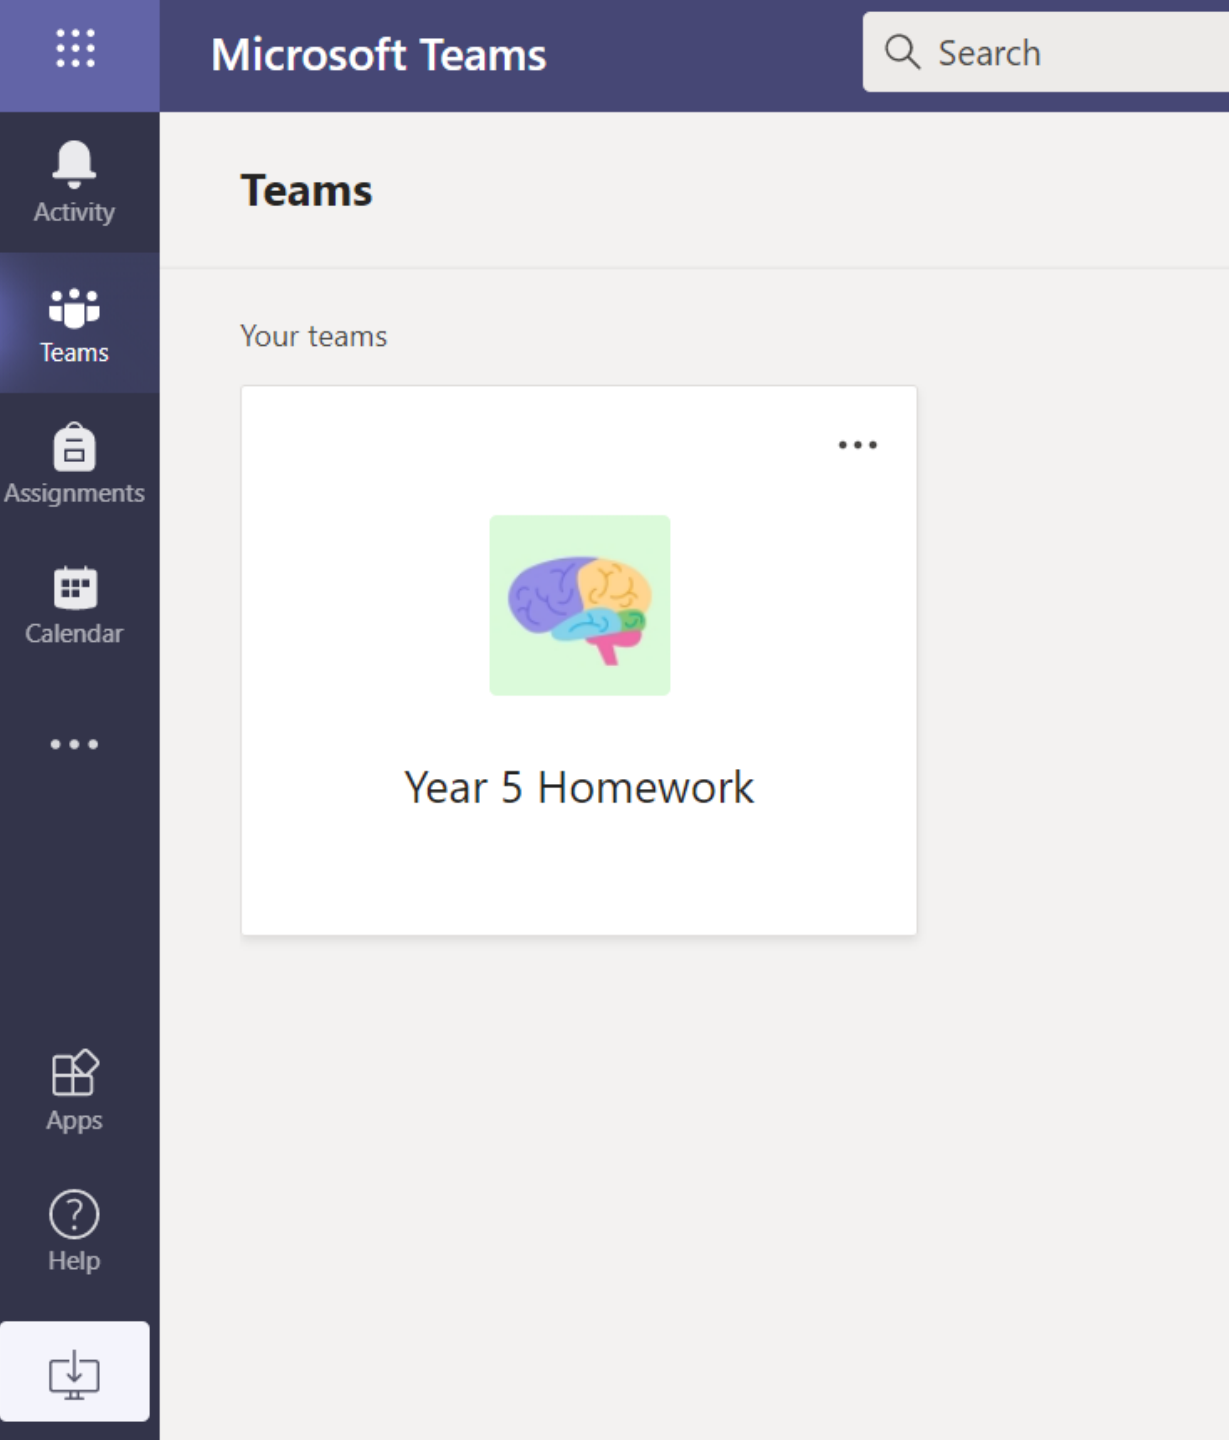 Microsoft Teams
Search
Activity
Teams
Assignments
Calendar
Apps
Help
Teams
Your teams
Year 5 Homework